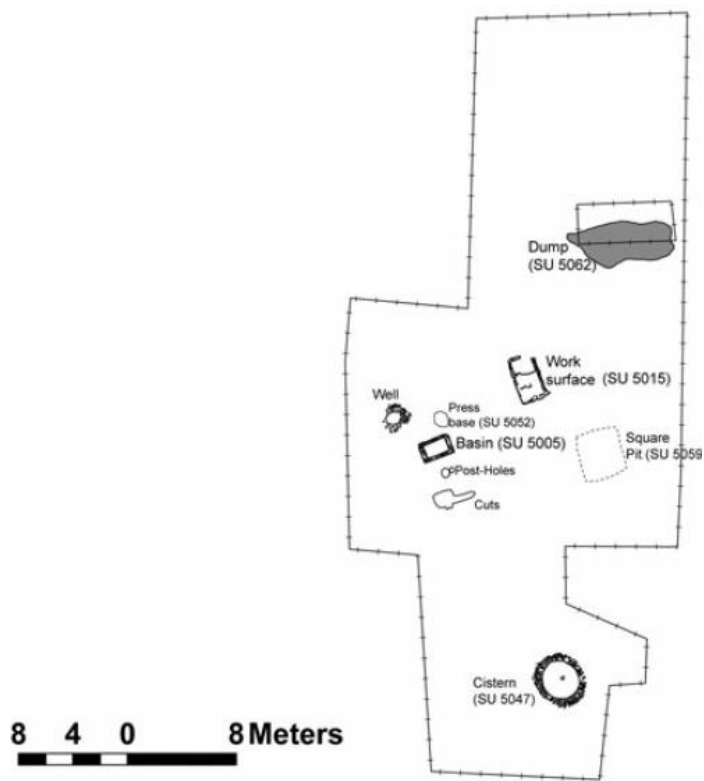 Dump
(SU 5062)
Work
surface (SU 5015)
Well
Press
base (SU 5052)
Basin (SU 5005)
Square
Pit (SU 5059
Post-Holes
Cuts
Cistern
(SU 5047)
8 4 0 8 Meters